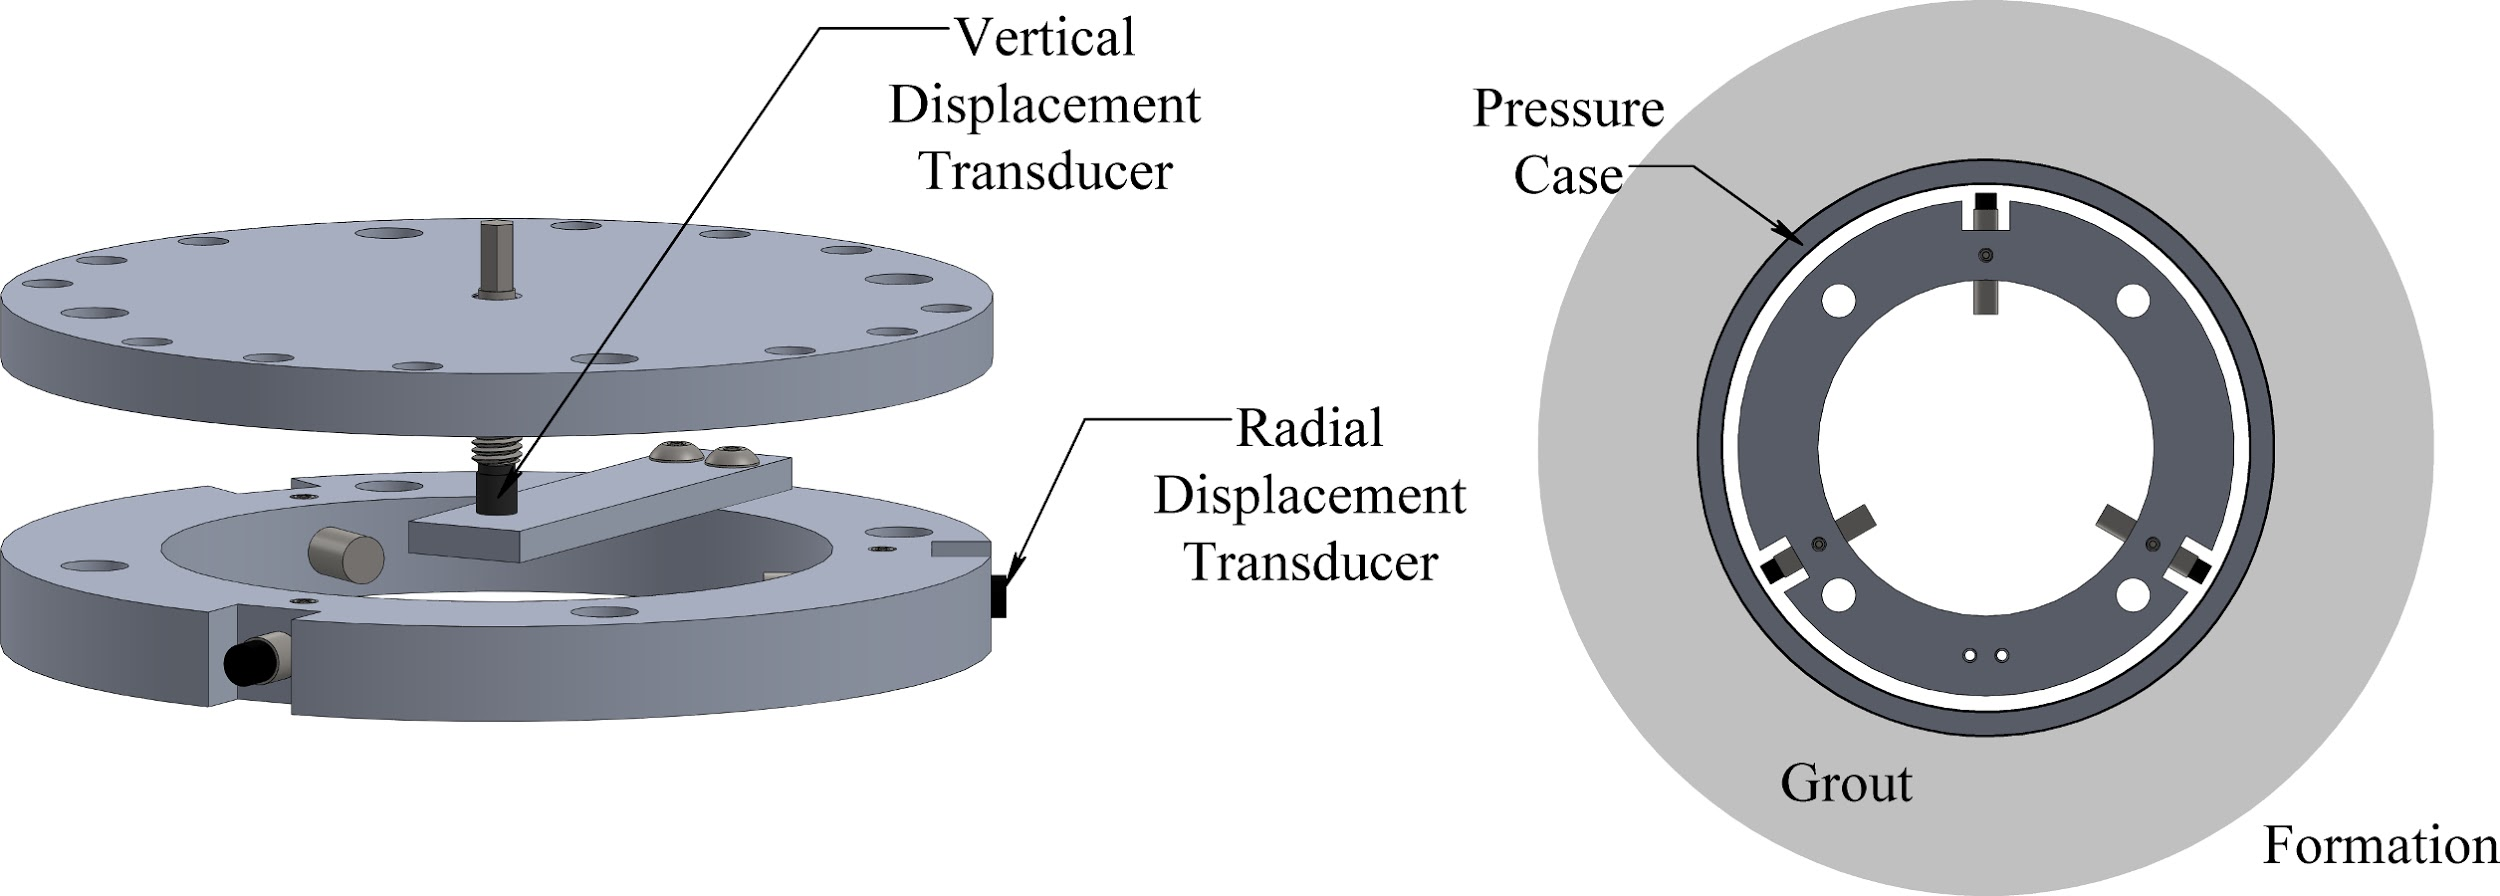 Vertical
Displacement
Transducer
Radial
Displacement
Transducer
Pressure
Case
Grout
Formation